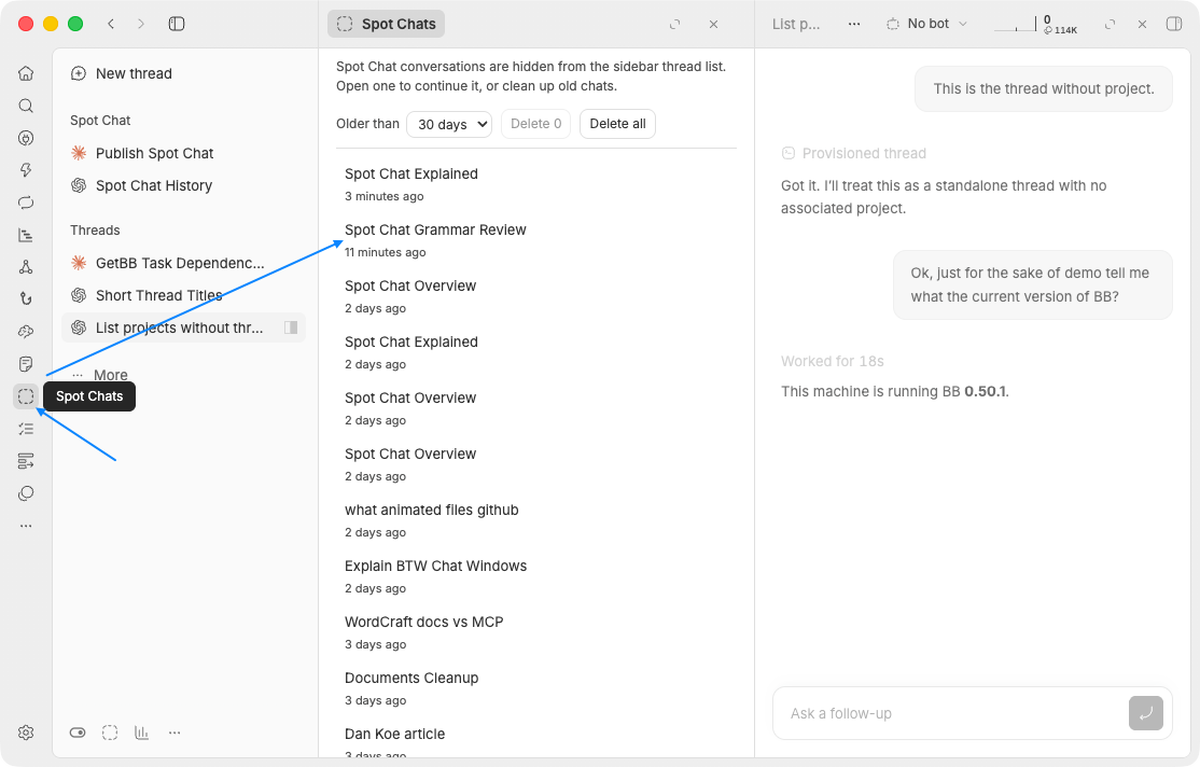 New thread
Spot Chat
Publish Spot Chat
Spot Chat History
Threads
GetBB Task Dependenc...
Short Thread Titles
List projects without thr...
More
Spot Chats
Spot Chats
Spot Chat conversations are hidden from the sidebar thread list.
Open one to continue it, or clean up old chats.
Older than 30 days Delete 0 Delete all
Spot Chat Explained
3 minutes ago
Spot Chat Grammar Review
11 minutes ago
Spot Chat Overview
2 days ago
Spot Chat Explained
2 days ago
Spot Chat Overview
2 days ago
Spot Chat Overview
2 days ago
what animated files github
2 days ago
Explain BTW Chat Windows
2 days ago
WordCraft docs vs MCP
3 days ago
Documents Cleanup
3 days ago
Dan Koe article
3 days ago
List p... No bot 0
114K
This is the thread without project.
Provisioned thread
Got it. I'll treat this as a standalone thread with no
associated project.
Ok, just for the sake of demo tell me
what the current version of BB?
Worked for 18s
This machine is running BB 0.50.1.
Ask a follow-up